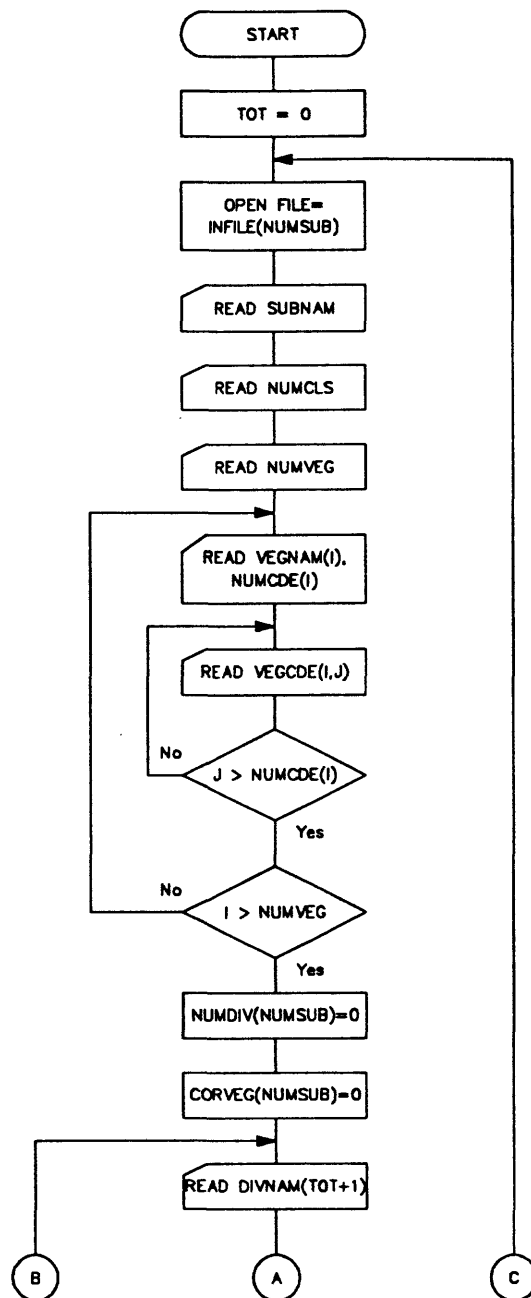 START
TOT = 0
OPEN FILE=
INFILE(NUMSUB)
READ SUBNAM
READ NUMCLS
READ NUMVEG
READ VEGNAM(I),
NUMCDE(I)
READ VEGCDE(I,J)
No
J > NUMCDE(I)
Yes
No
I > NUMVEG
Yes
NUMDIV(NUMSUB)=0
CORVEG(NUMSUB)=0
READ DIVNAM(TOT+1)
B
A
C